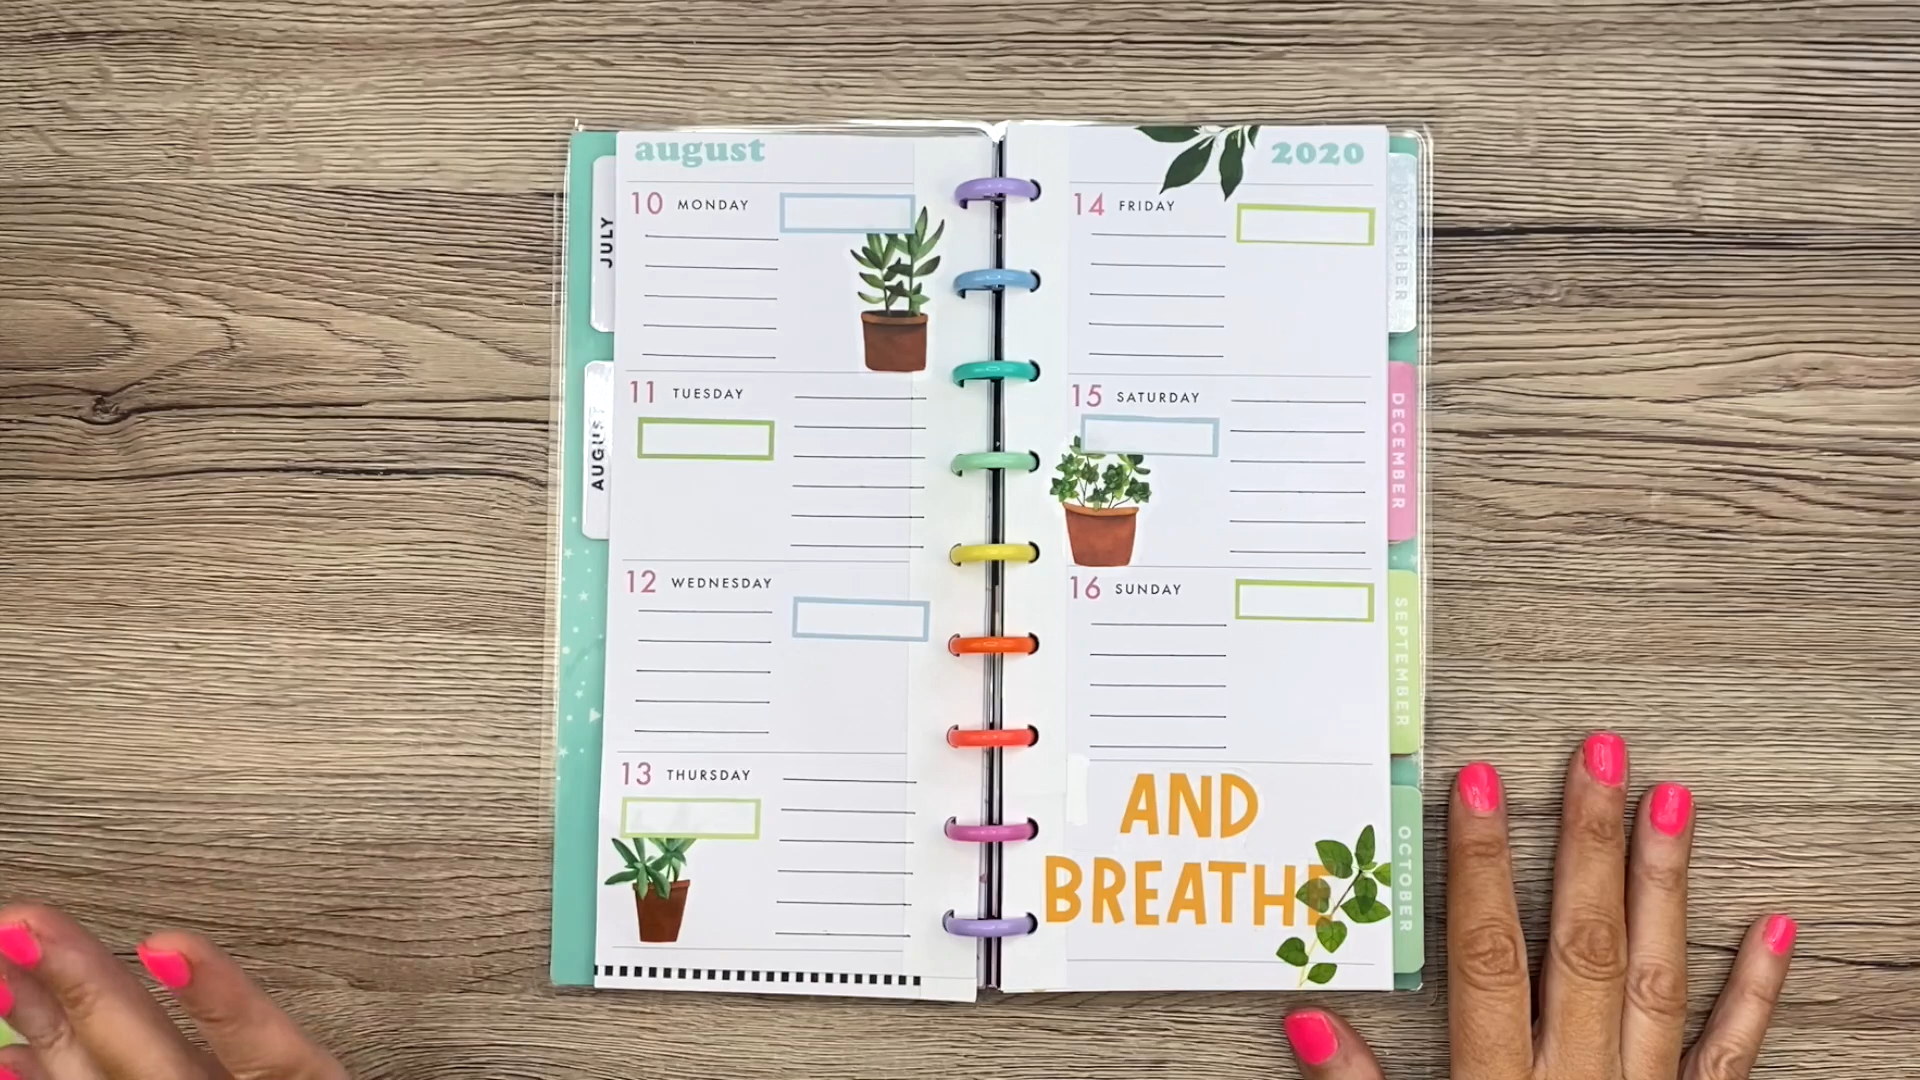 august
10 MONDAY
11 TUESDAY
12 WEDNESDAY
13 THURSDAY
2020
14 FRIDAY
15 SATURDAY
16 SUNDAY
AND
BREATHE
JULY
AUGUST
NOVEMBER
DECEMBER
SEPTEMBER
OCTOBER